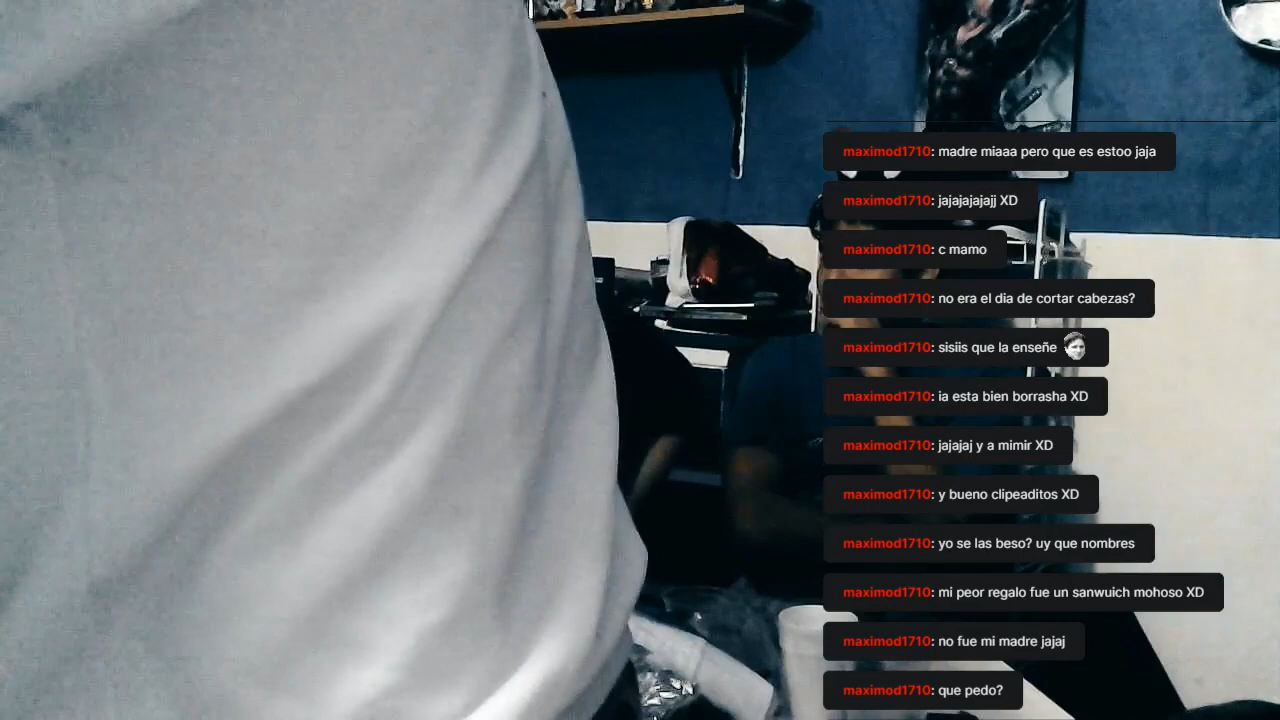 maximod1710: madre miaaa pero que es estoo jaja
maximod1710: jajajajajajj XD
maximod1710: c mamo
maximod1710: no era el dia de cortar cabezas?
maximod1710: sisiis que la enseñe
maximod1710: ia esta bien borrasha XD
maximod1710: jajajaj y a mimir XD
maximod1710: y bueno clipeaditos XD
maximod1710: yo se las beso? uy que nombres
maximod1710: mi peor regalo fue un sanwuich mohoso XD
maximod1710: no fue mi madre jajaj
maximod1710: que pedo?